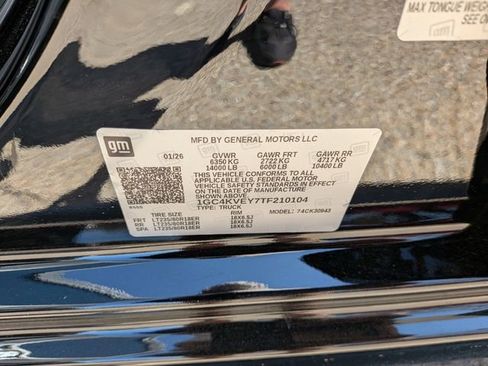 MAX TONGUE WEIGH
SEE O
gm
MFD BY GENERAL MOTORS LLC
01/26
GVWR GAWR FRT GAWR RR
6350 KG 2722 KG 4717 KG
14000 LB 6000 LB 10400 LB
THIS VEHICLE CONFORMS TO ALL
APPLICABLE U.S. FEDERAL MOTOR
VEHICLE SAFETY STANDARDS IN EFFECT
ON THE DATE OF MANUFACTURE
SHOWN ABOVE.
1GC4KVEY7TF210104
TYPE: TRUCK MODEL: 74CK30943
TIRE SIZE RIM
FRT LT235/80R18ER 18X6.5J
RR LT235/80R18ER 18X6.5J
SPA LT235/80R18ER 18X6.5J